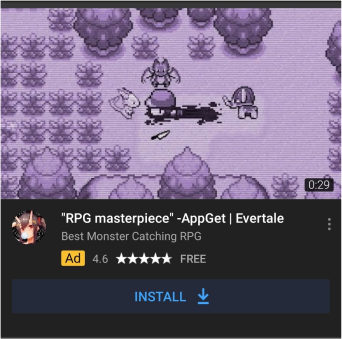 0:29
"RPG masterpiece" -AppGet | Evertale
Best Monster Catching RPG
Ad 4.6 FREE
INSTALL